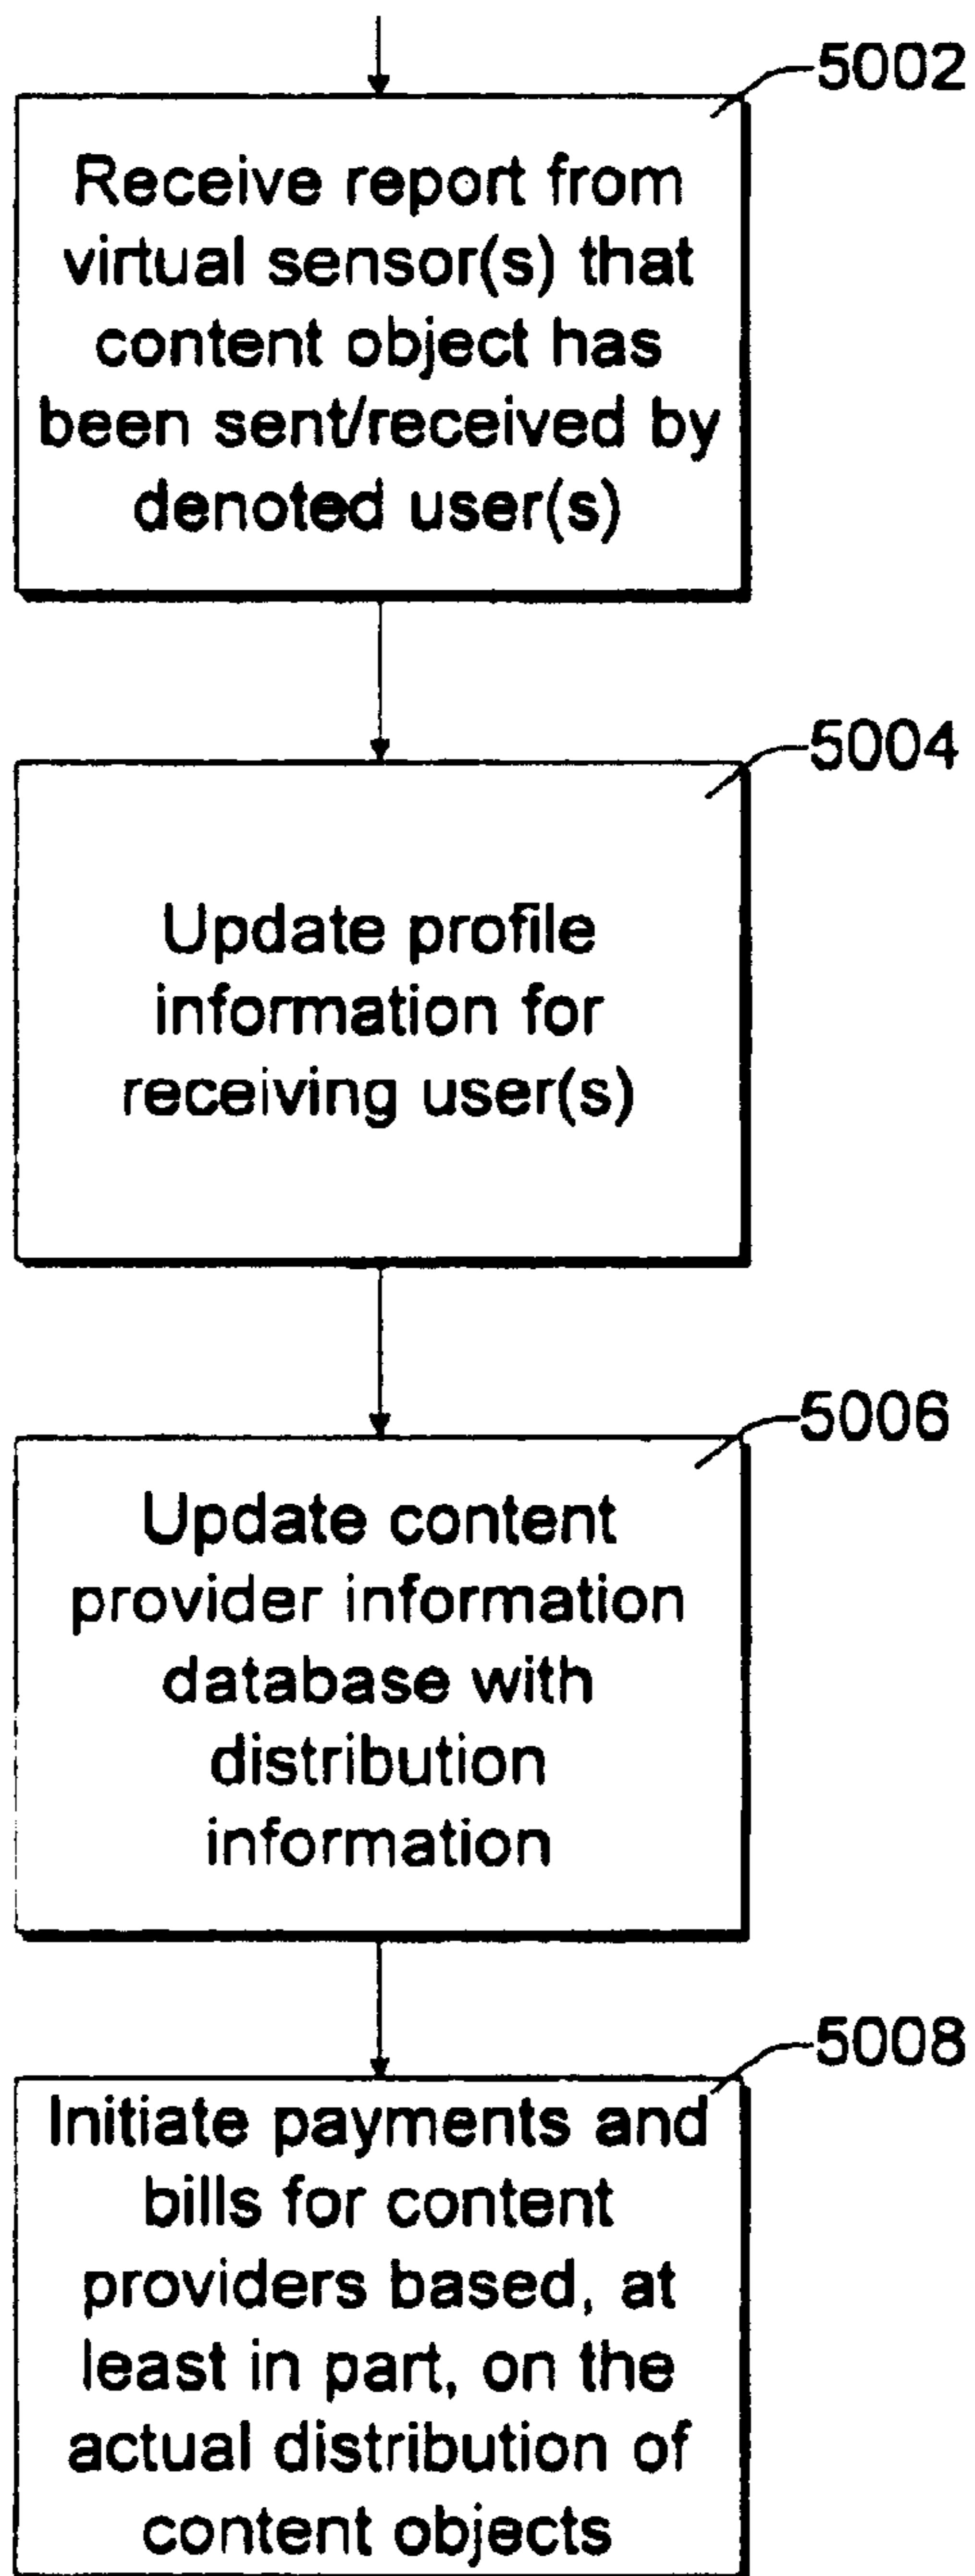 5002
Receive report from
virtual sensor(s) that
content object has
been sent/received by
denoted user(s)
5004
Update profile
information for
receiving user(s)
5006
Update content
provider information
database with
distribution
information
5008
Initiate payments and
bills for content
providers based, at
least in part, on the
actual distribution of
content objects